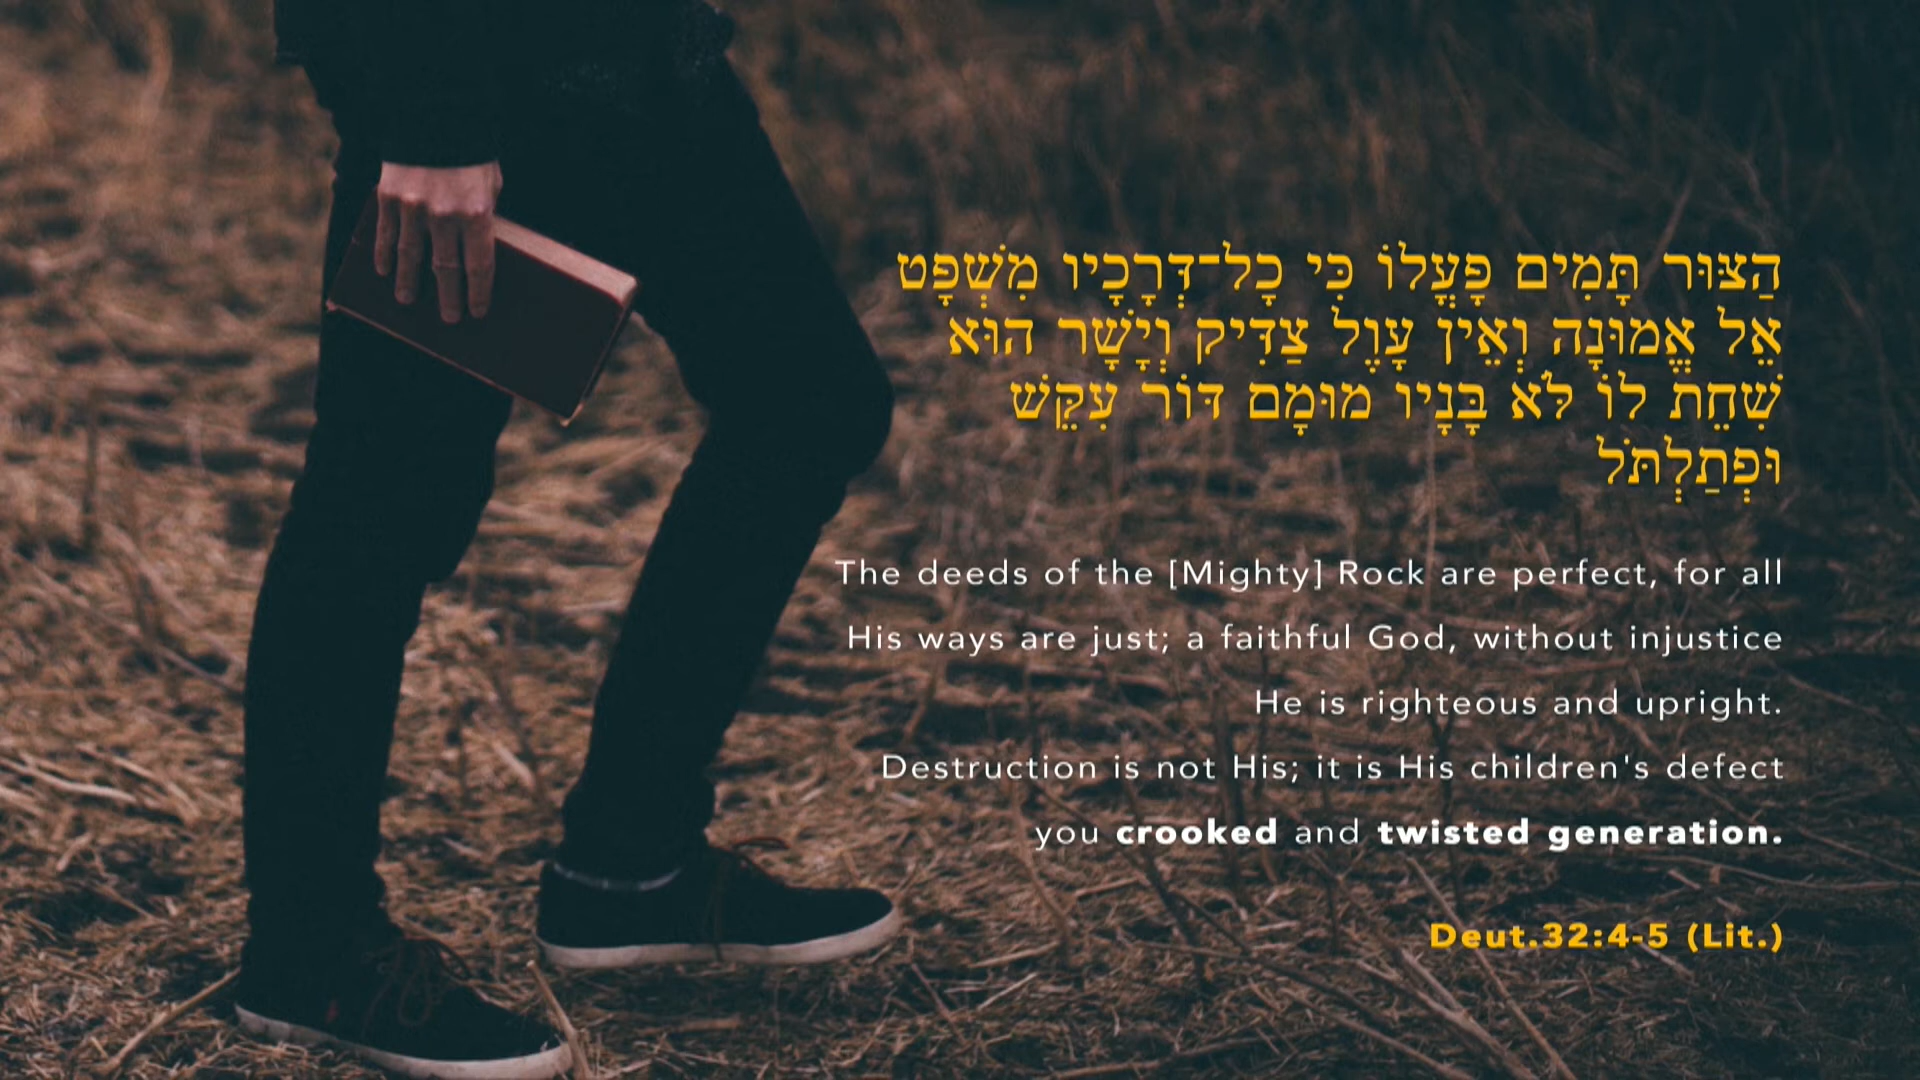 הַצּוּר תָּמִים פָּעֳלוֹ כִּי כָל־דְּרָכָיו מִשְׁפָּט
אֵל אֱמוּנָה וְאֵין עָוֶל צַדִּיק וְיָשָׁר הוּא
שִׁחֵת לוֹ לֹּא בָּנָיו מוּמָם דּוֹר עִקֵּשׁ
וּפְתַלְתֹּל
The deeds of the [Mighty] Rock are perfect, for all
His ways are just; a faithful God, without injustice
He is righteous and upright.
Destruction is not His; it is His children's defect
you crooked and twisted generation.
Deut.32:4-5 (Lit.)